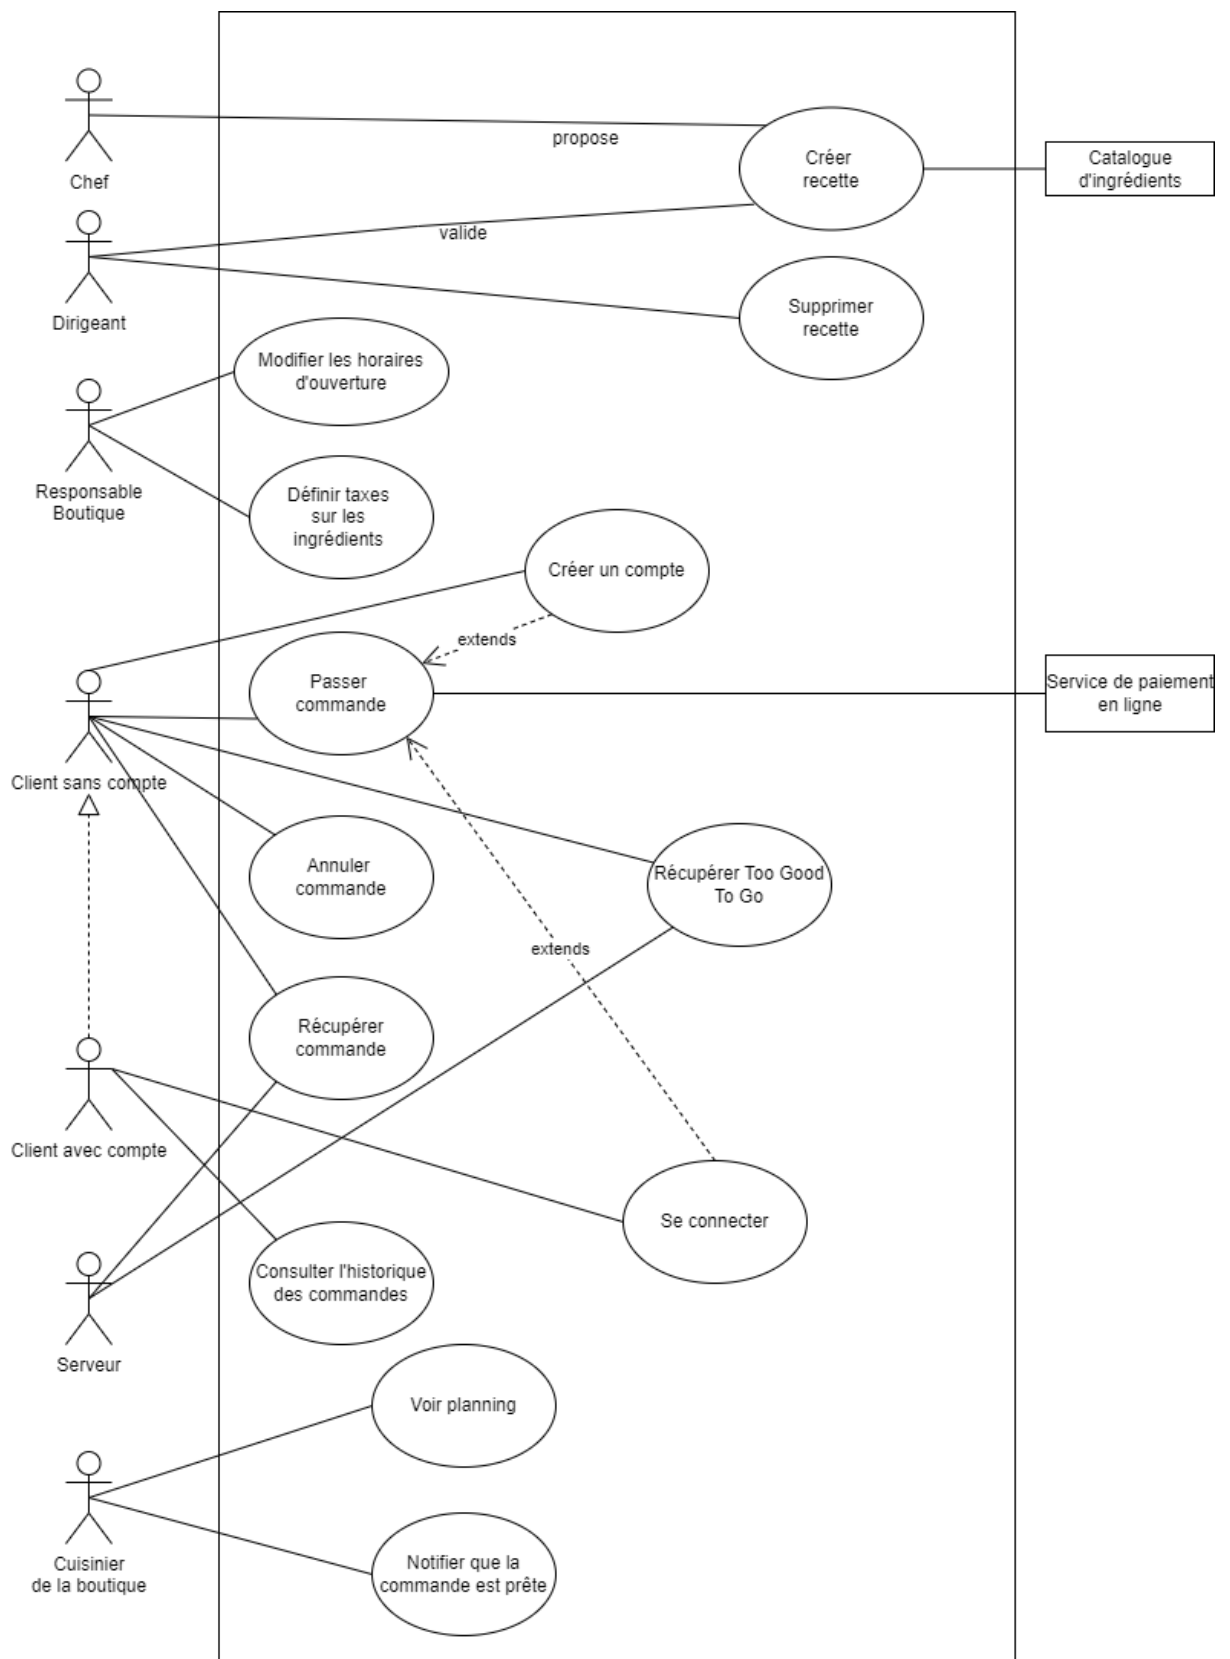 propose
Créer
recette
Catalogue
d'ingrédients
Chef
valide
Dirigeant
Supprimer
recette
Modifier les horaires
d'ouverture
Responsable
Boutique
Définir taxes
sur les
ingrédients
Créer un compte
extends
Passer
commande
Service de paiement
en ligne
Client sans compte
Annuler
commande
Récupérer Too Good
To Go
extends
Récupérer
commande
Client avec compte
Se connecter
Consulter l'historique
des commandes
Serveur
Voir planning
Cuisinier
de la boutique
Notifier que la
commande est prête